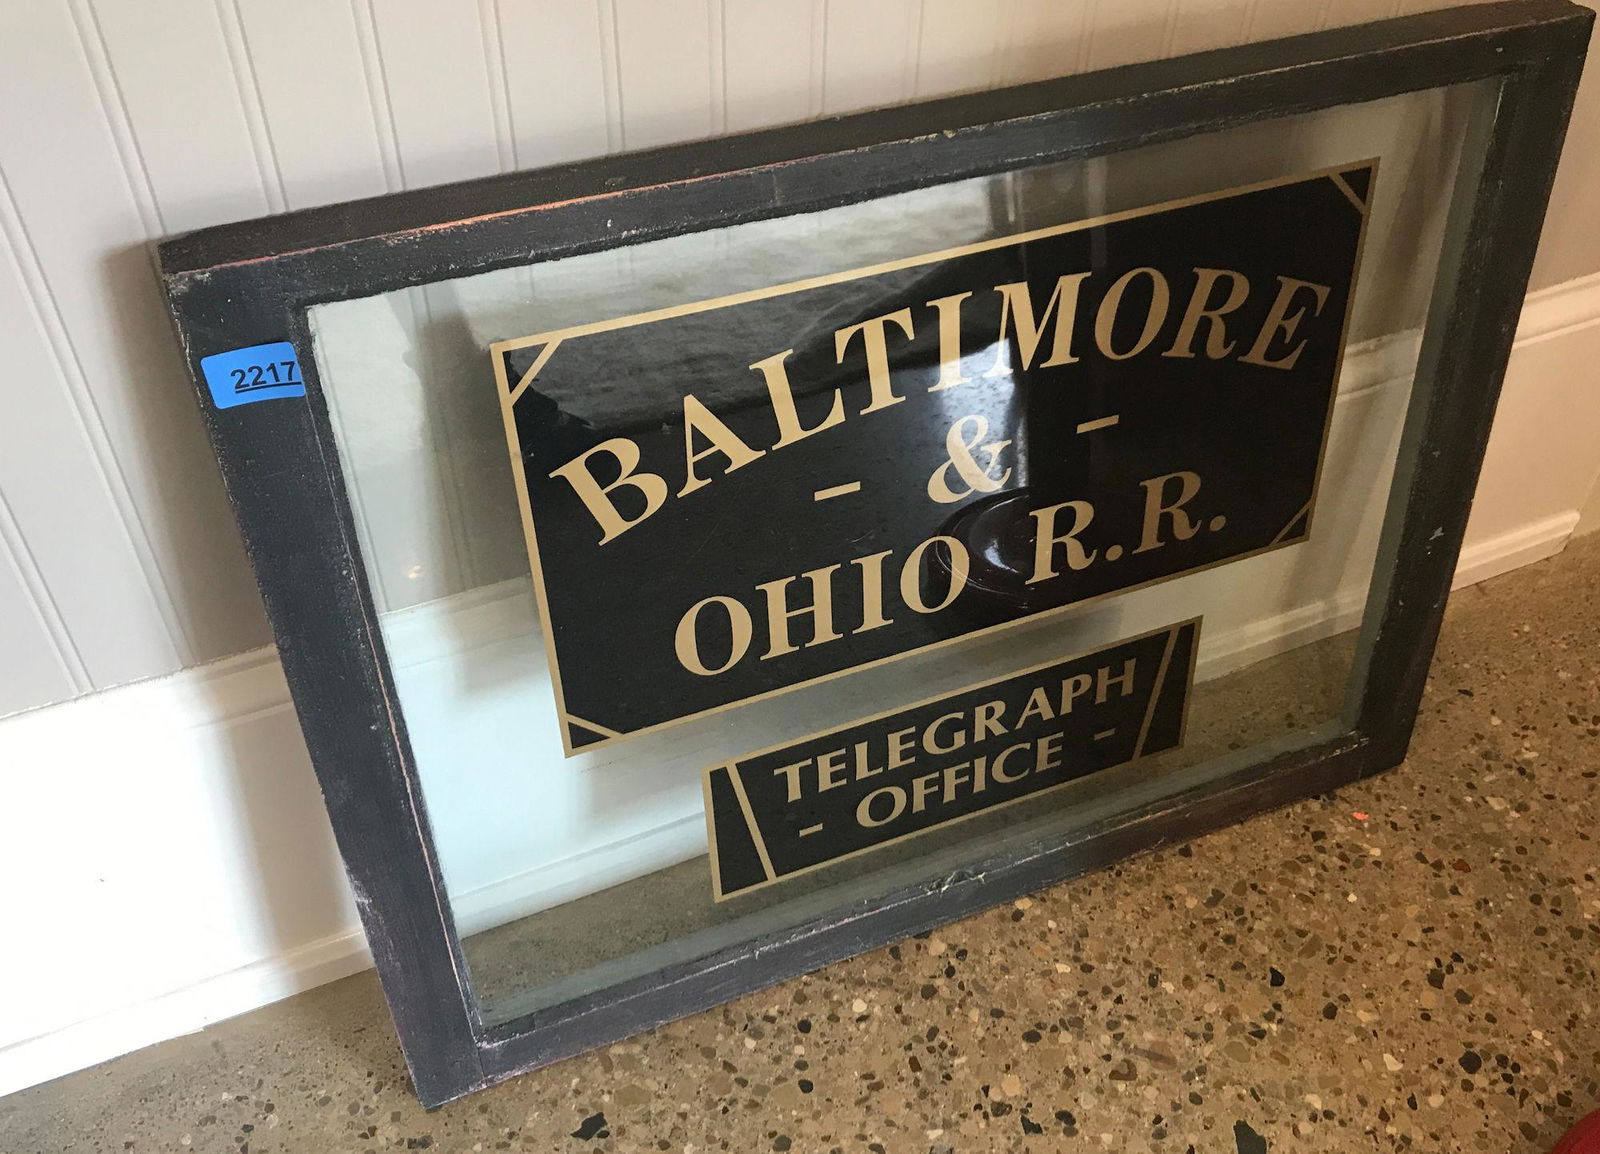 2217
BALTIMORE
- & -
OHIO R.R.
TELEGRAPH
- OFFICE -